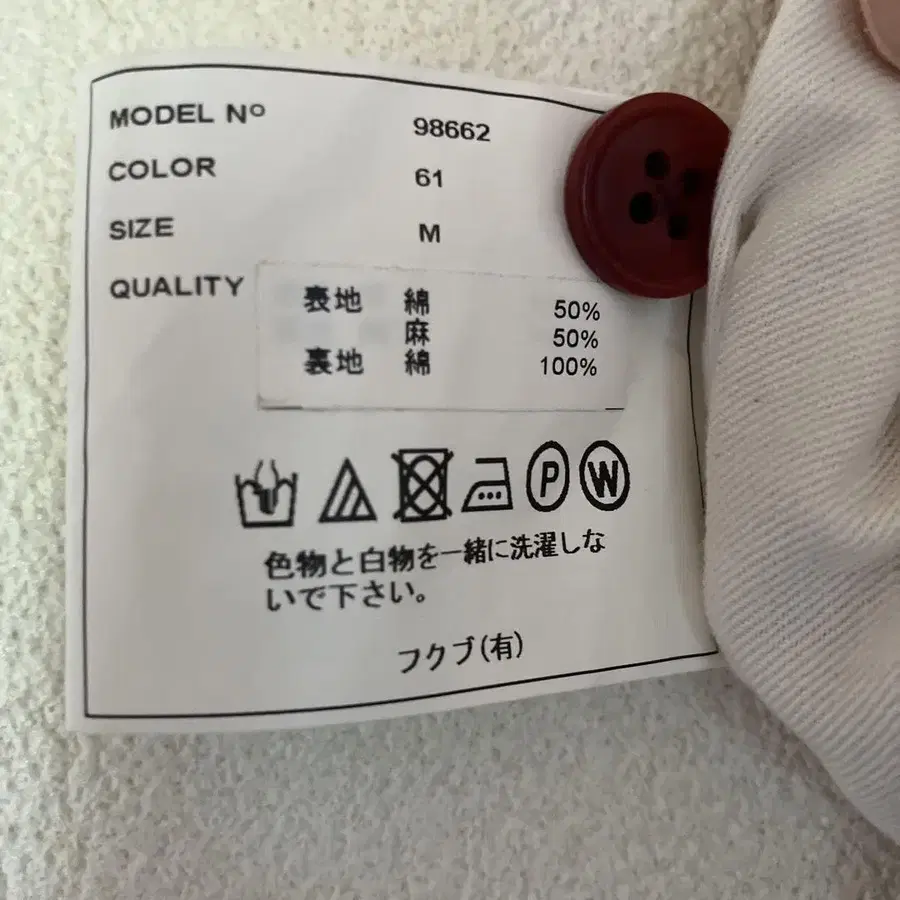 MODEL Nº 98662
COLOR 61
SIZE M
QUALITY 表地 綿 50%
麻 50%
裏地 綿 100%
P W
色物と白物を一緒に洗濯しな
いで下さい。
フクブ(有)